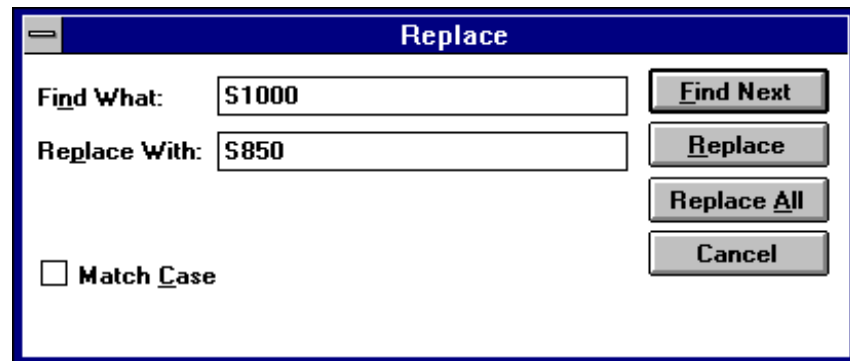 Replace
Find What: S1000
Find Next
Replace With: S850
Replace
Replace All
Cancel
Match Case